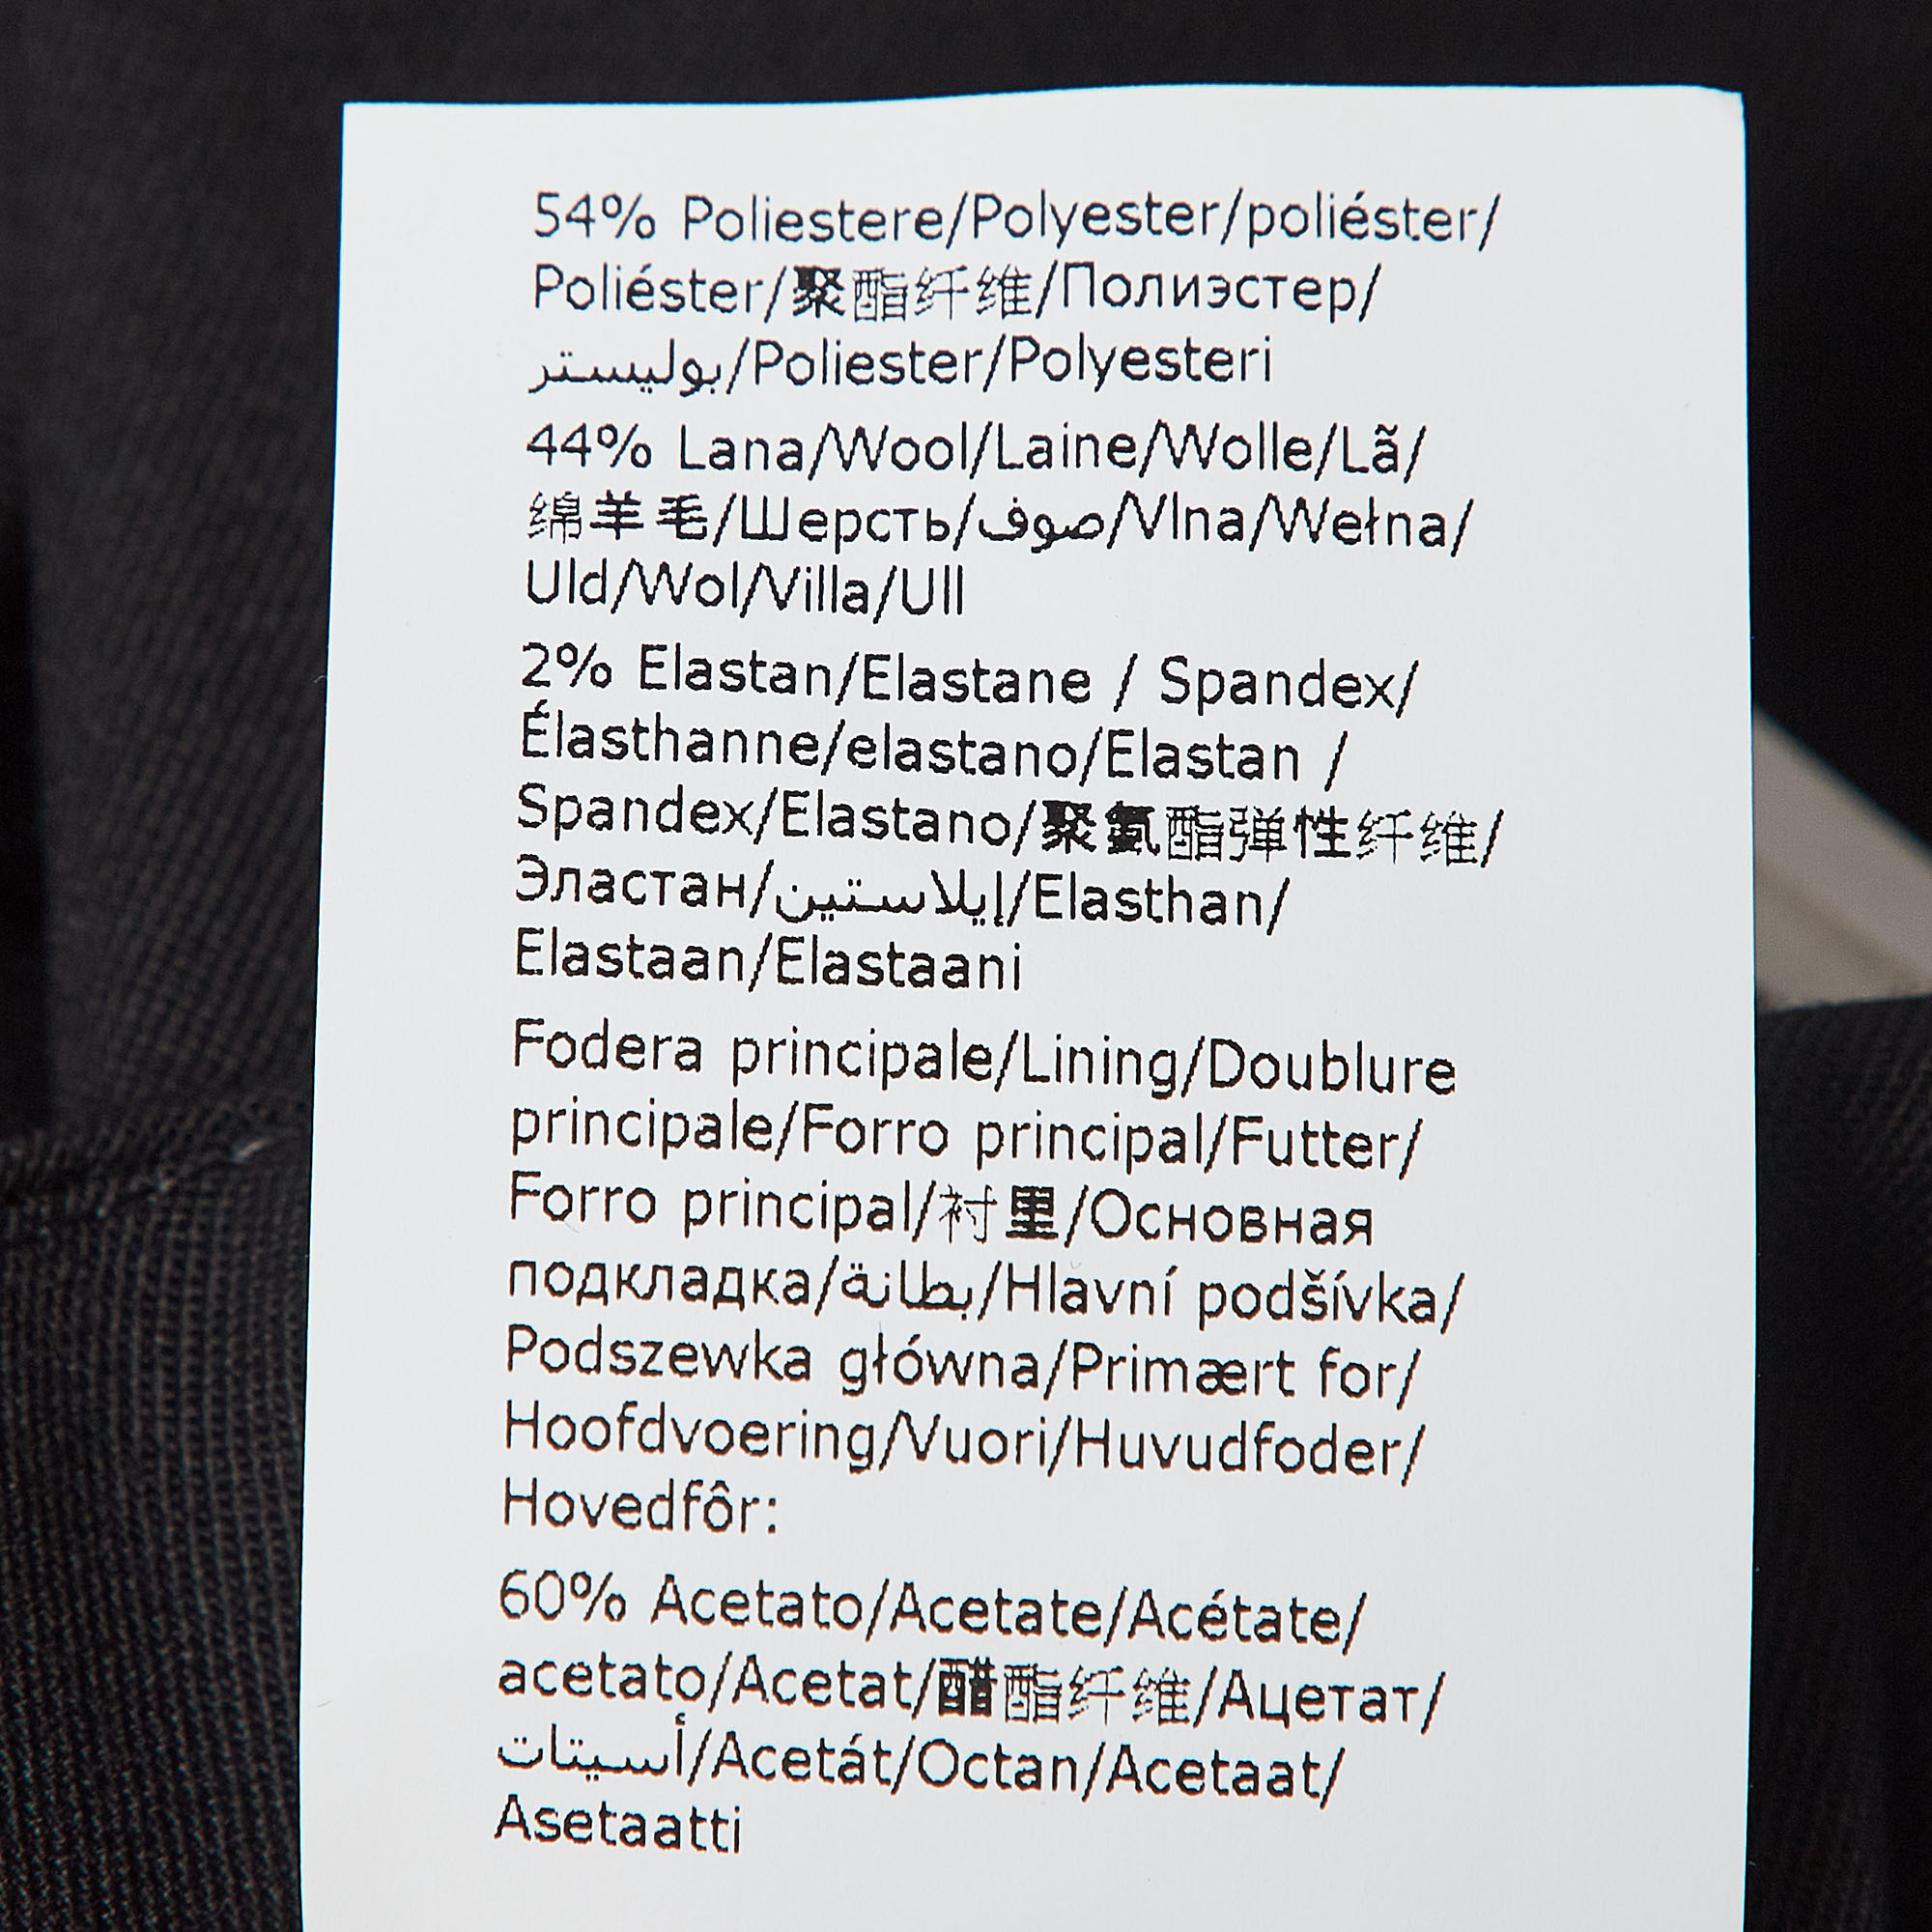 54% Poliestere/Polyester/poliéster/
Poliéster/聚酯纤维/Полиэстер/
بوليستر/Poliester/Polyesteri
44% Lana/Wool/Laine/Wolle/Lã/
绵羊毛/Шерсть/صوف/Vlna/Wełna/
Uld/Wol/Villa/Ull
2% Elastan/Elastane / Spandex/
Élasthanne/elastano/Elastan /
Spandex/Elastano/聚氨酯弹性纤维/
Эластан/إيلاستين/Elasthan/
Elastaan/Elastaani
Fodera principale/Lining/Doublure
principale/Forro principal/Futter/
Forro principal/衬里/Основная
подкладка/بطانة/Hlavní podšívka/
Podszewka główna/Primært for/
Hoofdvoering/Vuori/Huvudfoder/
Hovedfôr:
60% Acetato/Acetate/Acétate/
acetato/Acetat/醋酯纤维/Ацетат/
أسيتات/Acetát/Octan/Acetaat/
Asetaatti